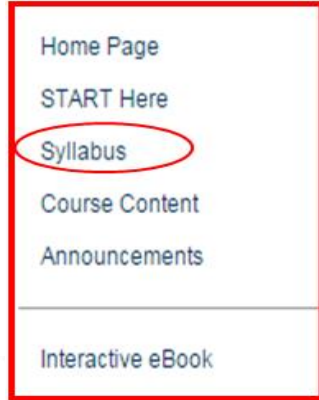 Home Page
START Here
Syllabus
Course Content
Announcements
Interactive eBook